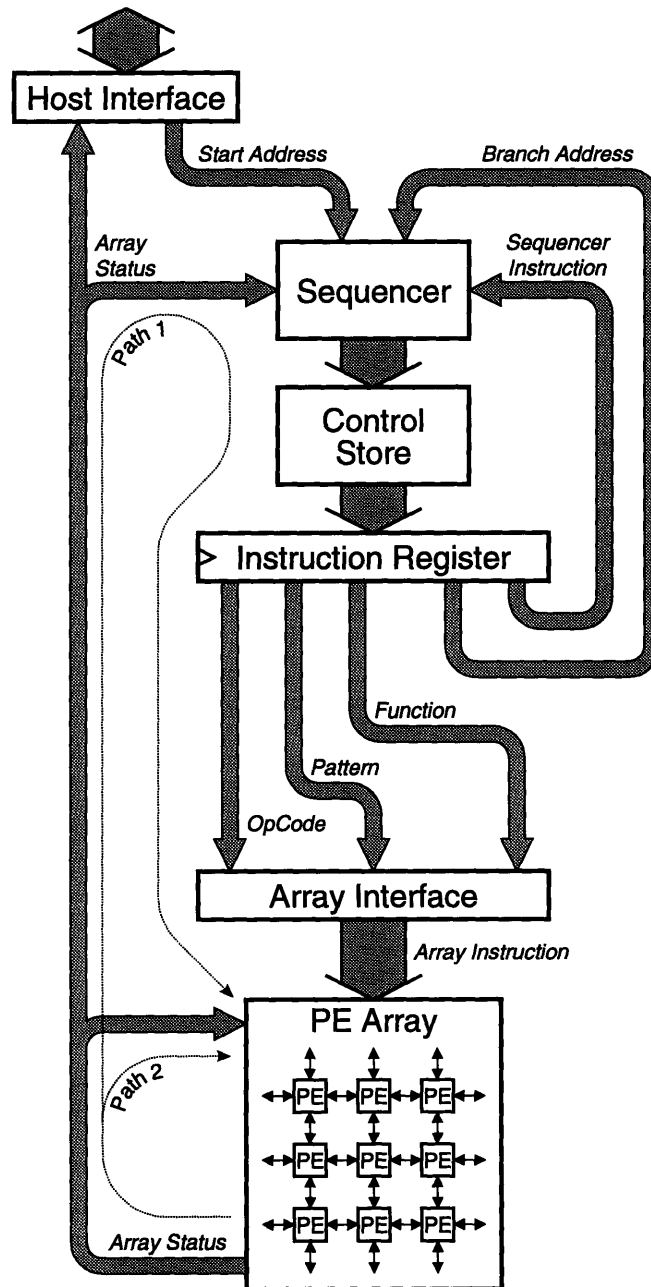 Host Interface
Start Address
Branch Address
Array
Status
Sequencer
Instruction
Sequencer
Path 1
Control
Store
Instruction Register
Function
Pattern
OpCode
Array Interface
Array Instruction
PE Array
Path 2
PE PE PE
PE PE PE
PE PE PE
Array Status